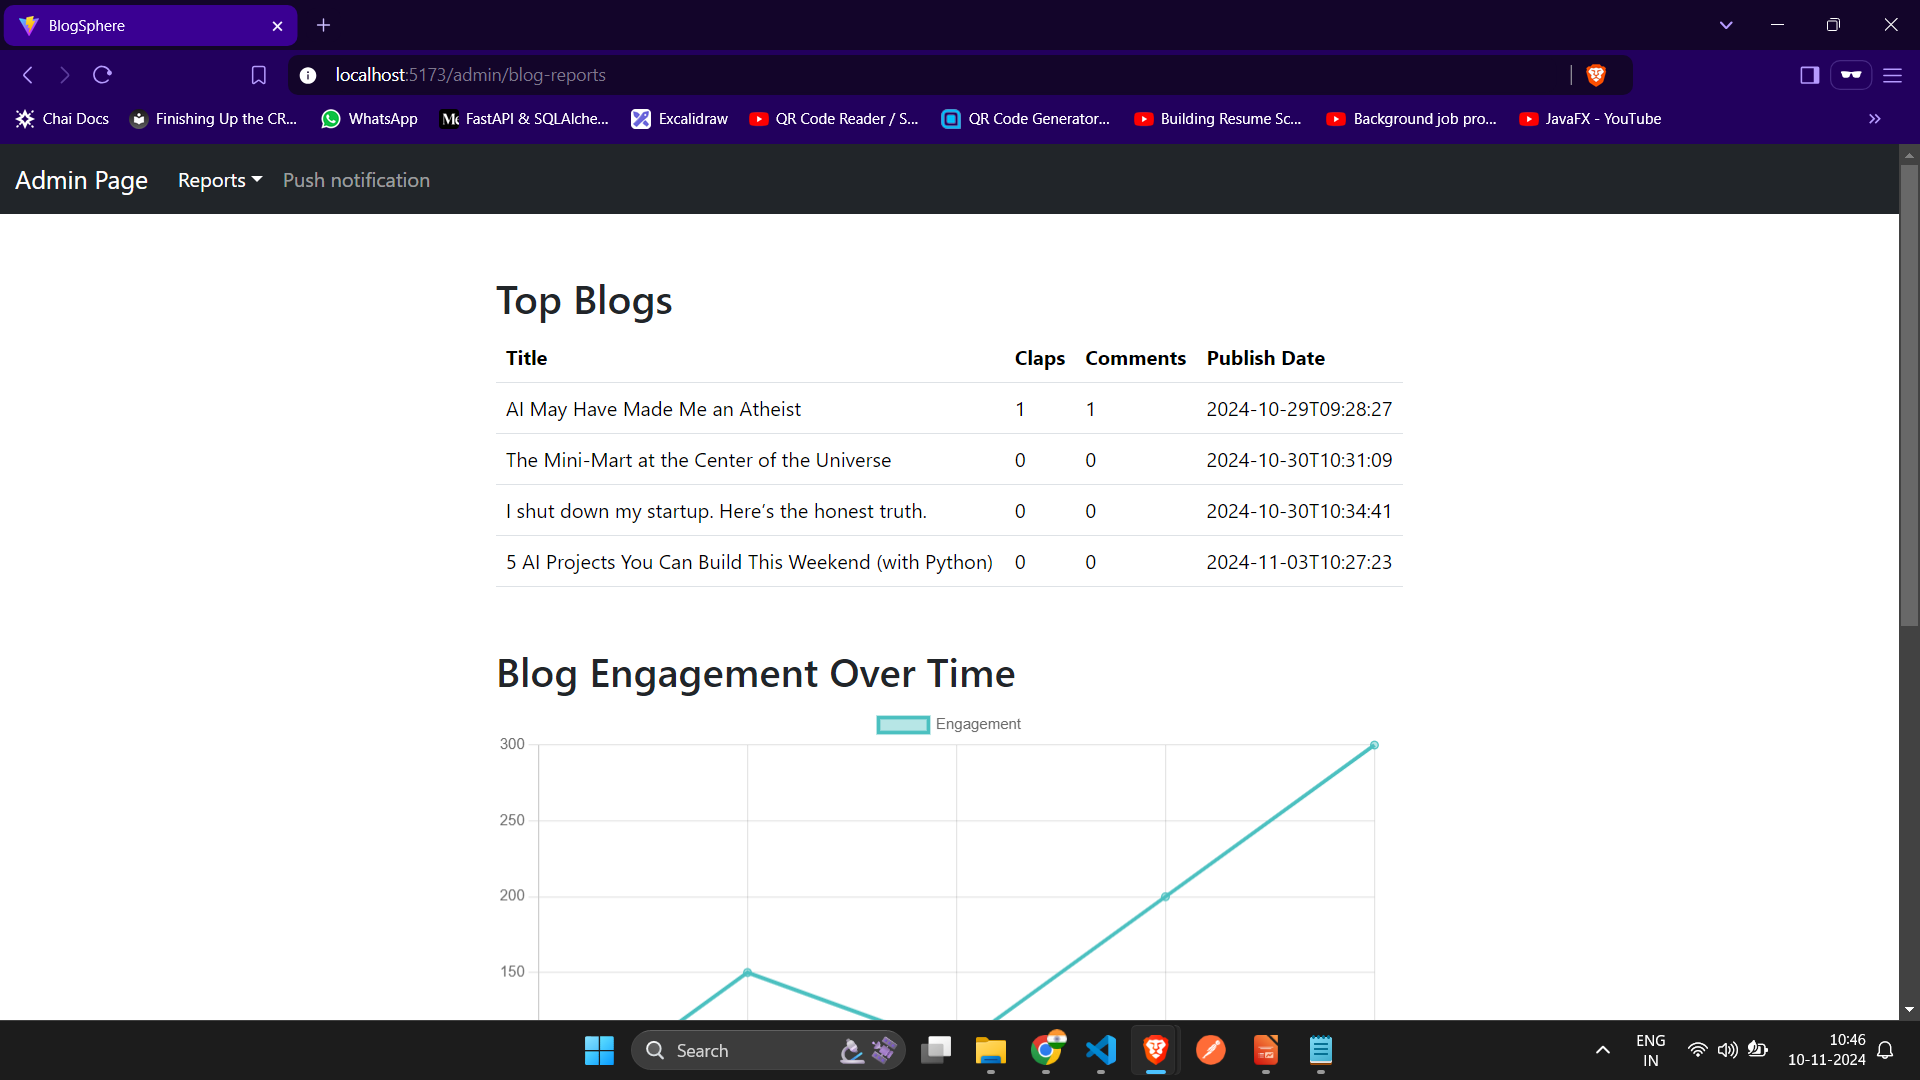 BlogSphere
localhost:5173/admin/blog-reports
Chai Docs Finishing Up the CR... WhatsApp FastAPI & SQLAlche... Excalidraw QR Code Reader / S... QR Code Generator... Building Resume Sc... Background job pro... JavaFX - YouTube
Admin Page Reports Push notification
Top Blogs
Title Claps Comments Publish Date
AI May Have Made Me an Atheist 1 1 2024-10-29T09:28:27
The Mini-Mart at the Center of the Universe 0 0 2024-10-30T10:31:09
I shut down my startup. Here’s the honest truth. 0 0 2024-10-30T10:34:41
5 AI Projects You Can Build This Weekend (with Python) 0 0 2024-11-03T10:27:23
Blog Engagement Over Time
Engagement
300
250
200
150
Search
ENG
IN
10:46
10-11-2024